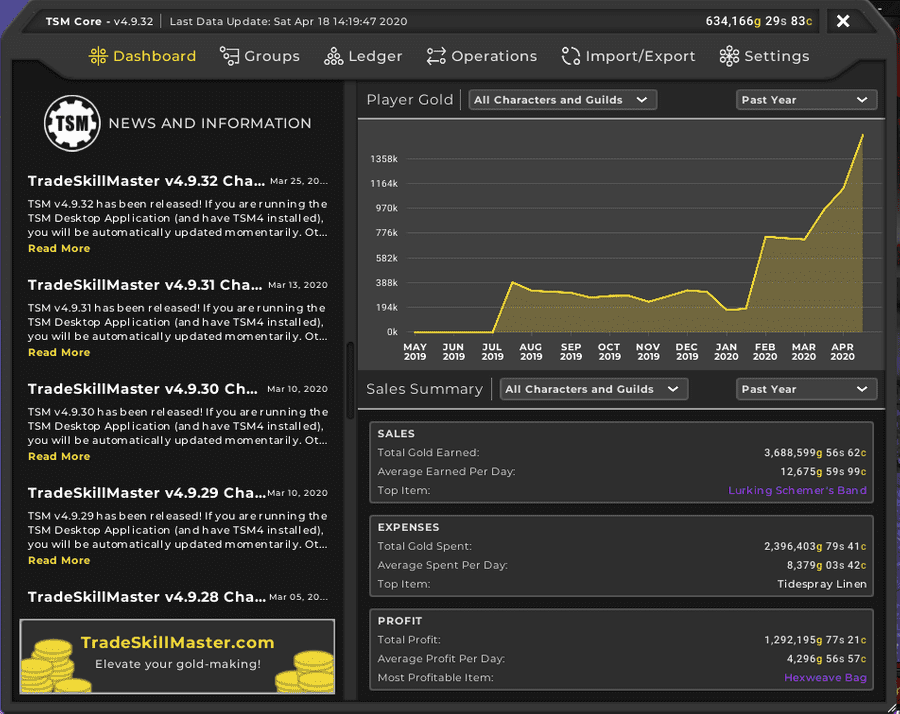 TSM Core - v4.9.32 Last Data Update: Sat Apr 18 14:19:47 2020 634,166g 29s 83c
Dashboard Groups Ledger Operations Import/Export Settings
TSM NEWS AND INFORMATION
TradeSkillMaster v4.9.32 Cha... Mar 25, 20...
TSM v4.9.32 has been released! If you are running the
TSM Desktop Application (and have TSM4 installed),
you will be automatically updated momentarily. Ot...
Read More
TradeSkillMaster v4.9.31 Cha... Mar 13, 2020
TSM v4.9.31 has been released! If you are running the
TSM Desktop Application (and have TSM4 installed),
you will be automatically updated momentarily. Ot...
Read More
TradeSkillMaster v4.9.30 Ch... Mar 10, 2020
TSM v4.9.30 has been released! If you are running the
TSM Desktop Application (and have TSM4 installed),
you will be automatically updated momentarily. Ot...
Read More
TradeSkillMaster v4.9.29 Cha... Mar 10, 2020
TSM v4.9.29 has been released! If you are running the
TSM Desktop Application (and have TSM4 installed),
you will be automatically updated momentarily. Ot...
Read More
TradeSkillMaster v4.9.28 Cha... Mar 05, 20...
TradeSkillMaster.com
Elevate your gold-making!
Player Gold All Characters and Guilds Past Year
1358k
1164k
970k
776k
582k
388k
194k
0k
MAY JUN JUL AUG SEP OCT NOV DEC JAN FEB MAR APR
2019 2019 2019 2019 2019 2019 2019 2019 2020 2020 2020 2020
Sales Summary All Characters and Guilds Past Year
SALES
Total Gold Earned: 3,688,599g 56s 62c
Average Earned Per Day: 12,675g 59s 99c
Top Item: Lurking Schemer's Band
EXPENSES
Total Gold Spent: 2,396,403g 79s 41c
Average Spent Per Day: 8,379g 03s 42c
Top Item: Tidespray Linen
PROFIT
Total Profit: 1,292,195g 77s 21c
Average Profit Per Day: 4,296g 56s 57c
Most Profitable Item: Hexweave Bag